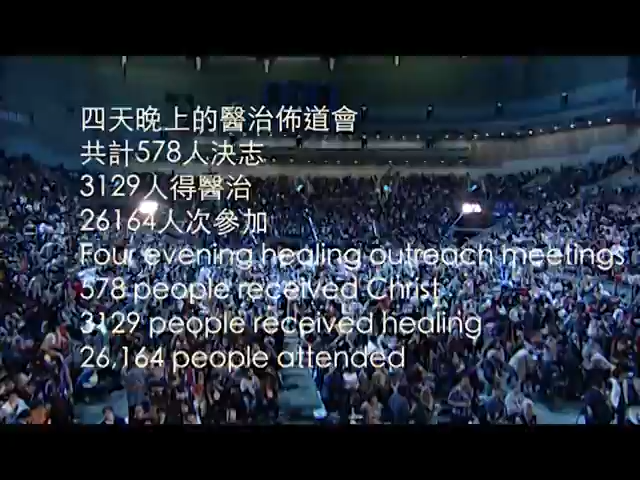 四天晚上的醫治佈道會
共計578人決志
3129人得醫治
26164人次參加
Four evening healing outreach meetings
578 people received Christ
3129 people received healing
26,164 people attended